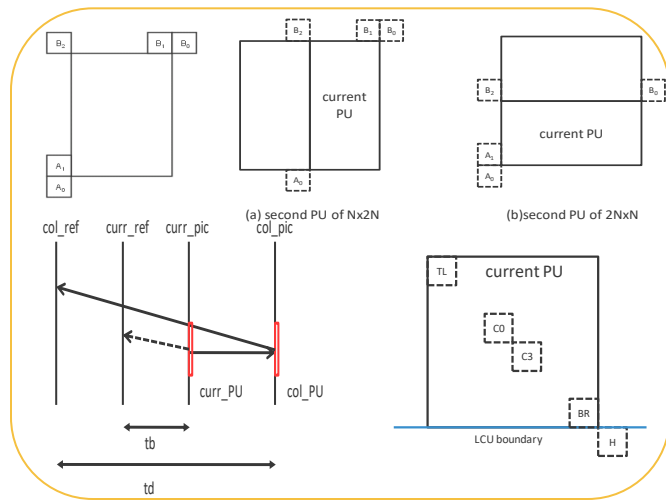 B₂
B₁ B₀
A₁
A₀
B₂
B₁ B₀
current
PU
A₀
(a) second PU of Nx2N
B₂
B₀
current PU
A₁
A₀
(b)second PU of 2NxN
col_ref curr_ref curr_pic col_pic
curr_PU col_PU
tb
td
TL
current PU
C0
C3
BR
LCU boundary
H